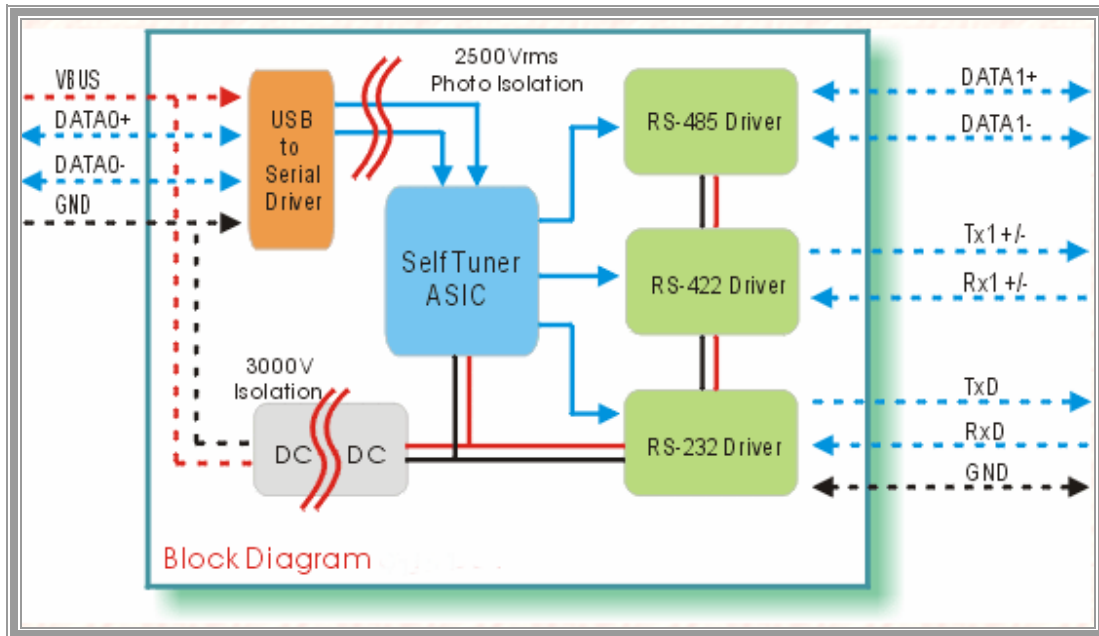 VBUS
DATA0+
DATA0-
GND
USB
to
Serial
Driver
2500Vrms
Photo Isolation
Self Tuner
ASIC
3000V
Isolation
DC DC
RS-485 Driver
RS-422 Driver
RS-232 Driver
DATA1+
DATA1-
Tx1 +/-
Rx1 +/-
TxD
RxD
GND
Block Diagram